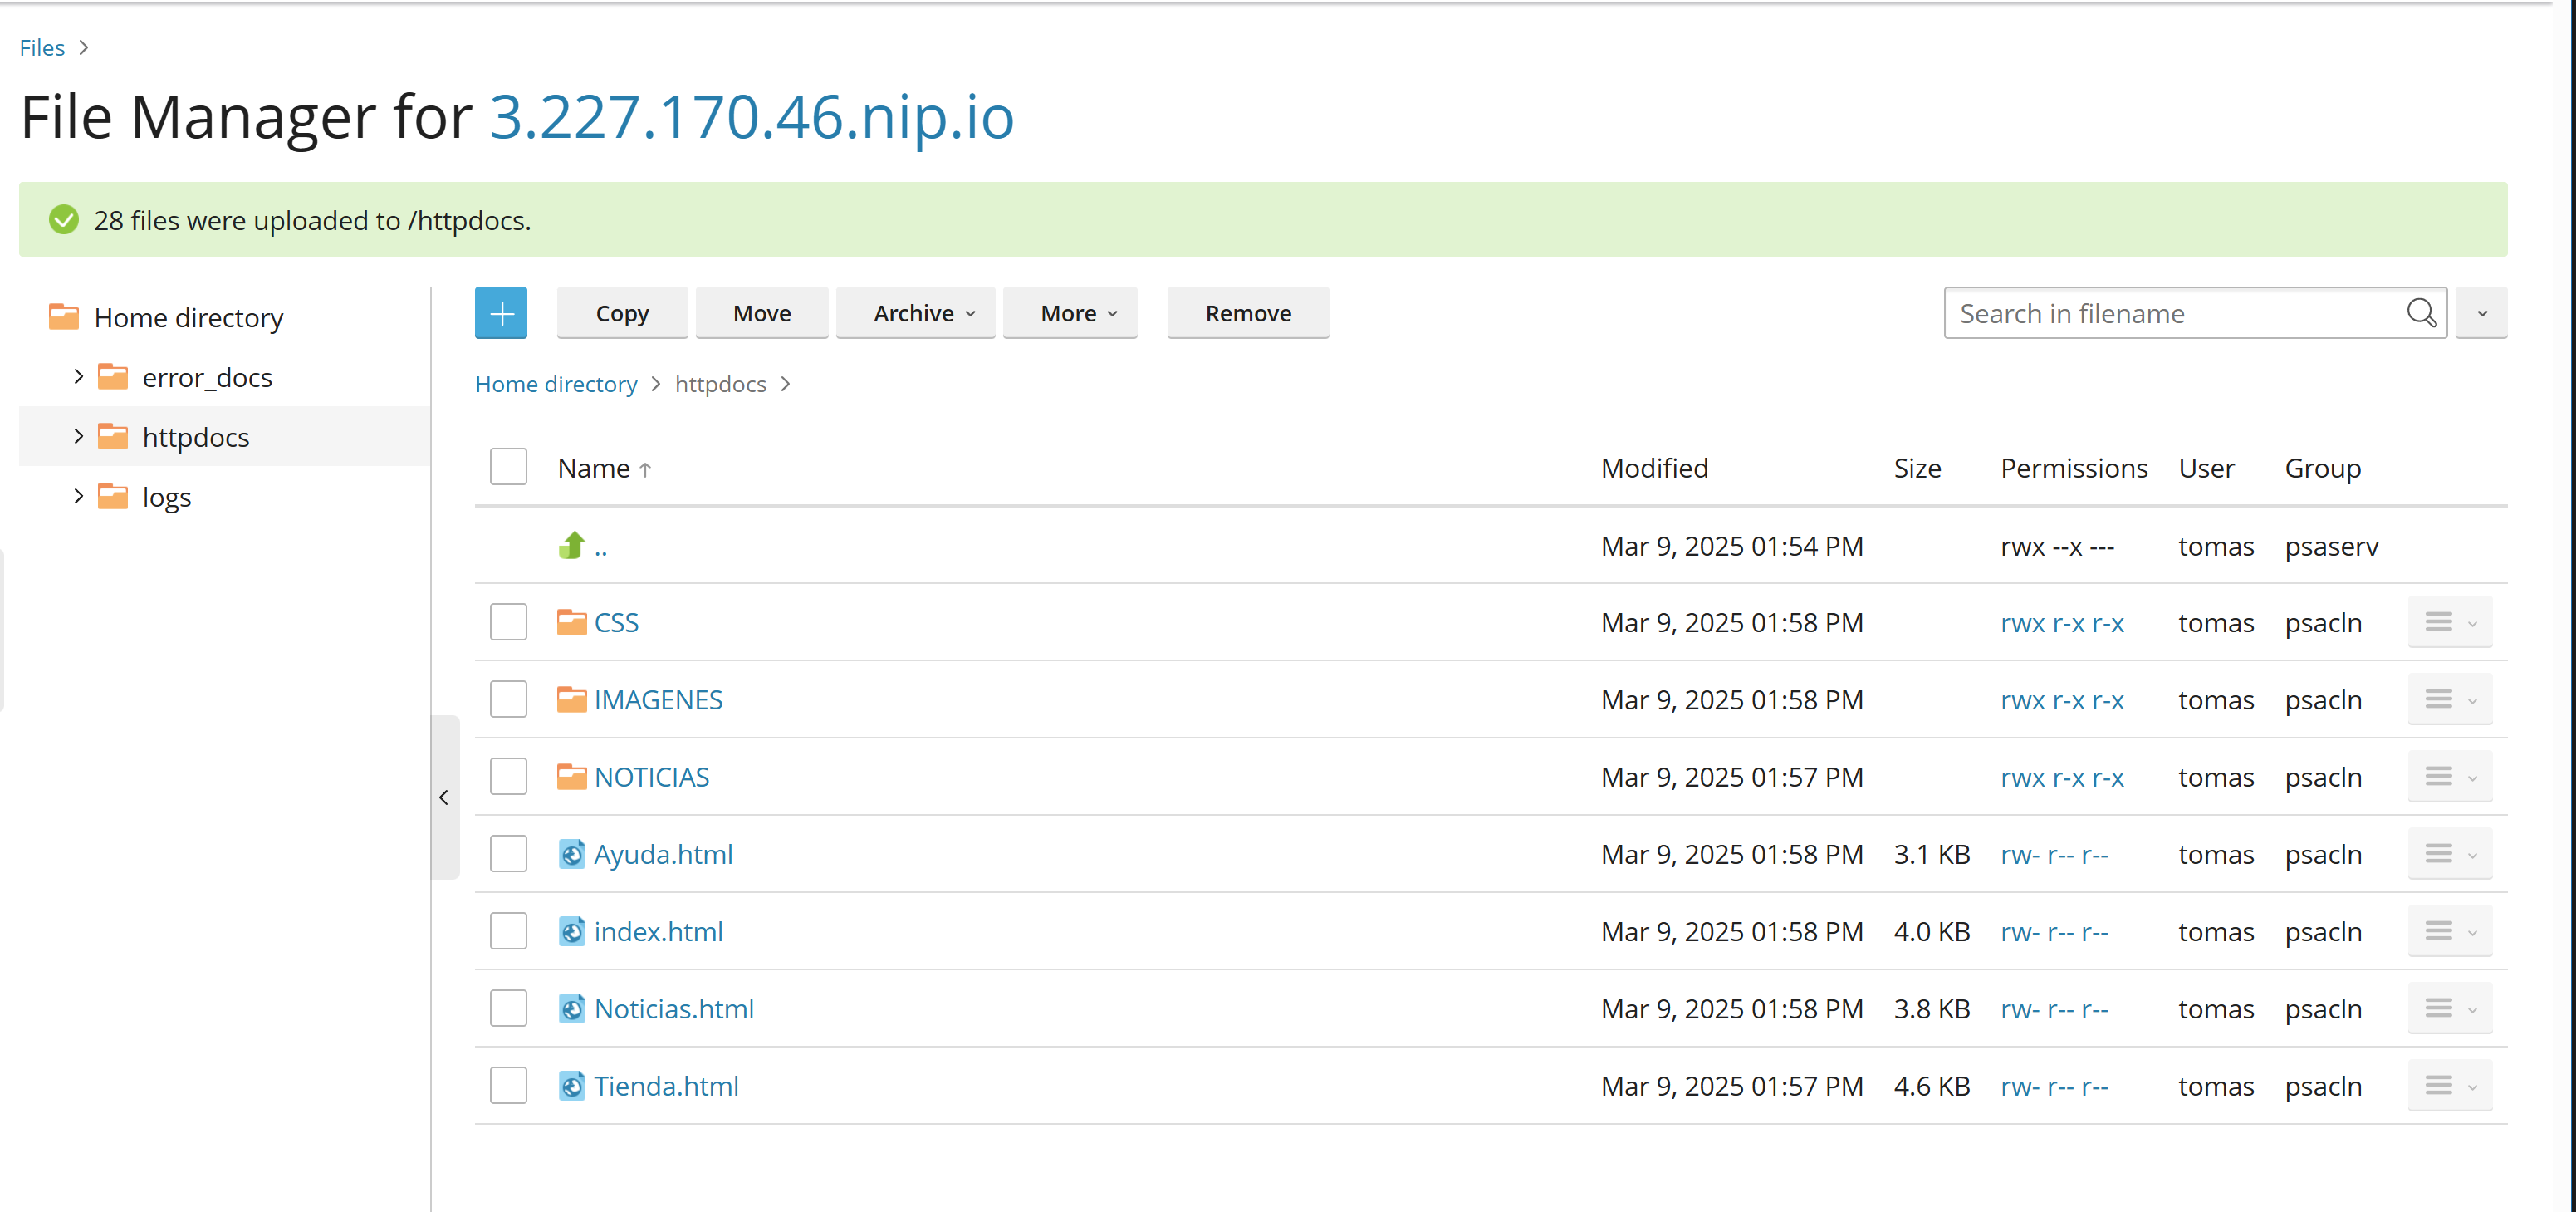 Files
File Manager for 3.227.170.46.nip.io
28 files were uploaded to /httpdocs.
Home directory
error_docs
httpdocs
logs
Copy Move Archive More Remove Search in filename
Home directory httpdocs
Name Modified Size Permissions User Group
.. Mar 9, 2025 01:54 PM rwx --x --- tomas psaserv
CSS Mar 9, 2025 01:58 PM rwx r-x r-x tomas psacln
IMAGENES Mar 9, 2025 01:58 PM rwx r-x r-x tomas psacln
NOTICIAS Mar 9, 2025 01:57 PM rwx r-x r-x tomas psacln
Ayuda.html Mar 9, 2025 01:58 PM 3.1 KB rw- r-- r-- tomas psacln
index.html Mar 9, 2025 01:58 PM 4.0 KB rw- r-- r-- tomas psacln
Noticias.html Mar 9, 2025 01:58 PM 3.8 KB rw- r-- r-- tomas psacln
Tienda.html Mar 9, 2025 01:57 PM 4.6 KB rw- r-- r-- tomas psacln